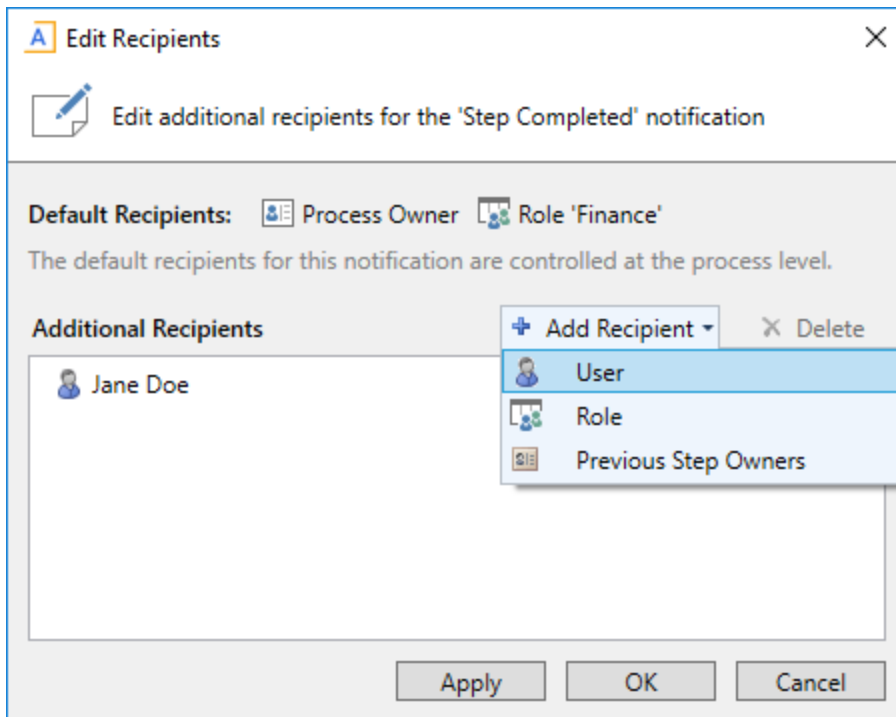 A Edit Recipients
Edit additional recipients for the 'Step Completed' notification
Default Recipients: Process Owner Role 'Finance'
The default recipients for this notification are controlled at the process level.
Additional Recipients Add Recipient Delete
Jane Doe
User
Role
Previous Step Owners
Apply OK Cancel